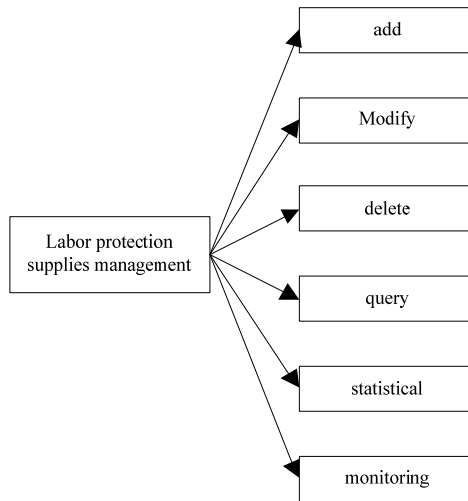 add
Modify
delete
Labor protection
supplies management
query
statistical
monitoring